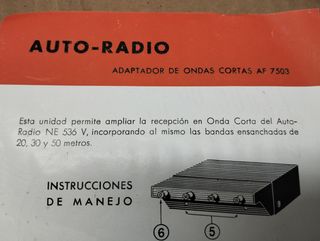 AUTO-RADIO
ADAPTADOR DE ONDAS CORTAS AF 7503
Esta unidad permite ampliar la recepción en Onda Corta del Auto-
Radio NE 536 V, incorporando al mismo las bandas ensanchadas de
20, 30 y 50 metros.
INSTRUCCIONES
DE MANEJO
6 5